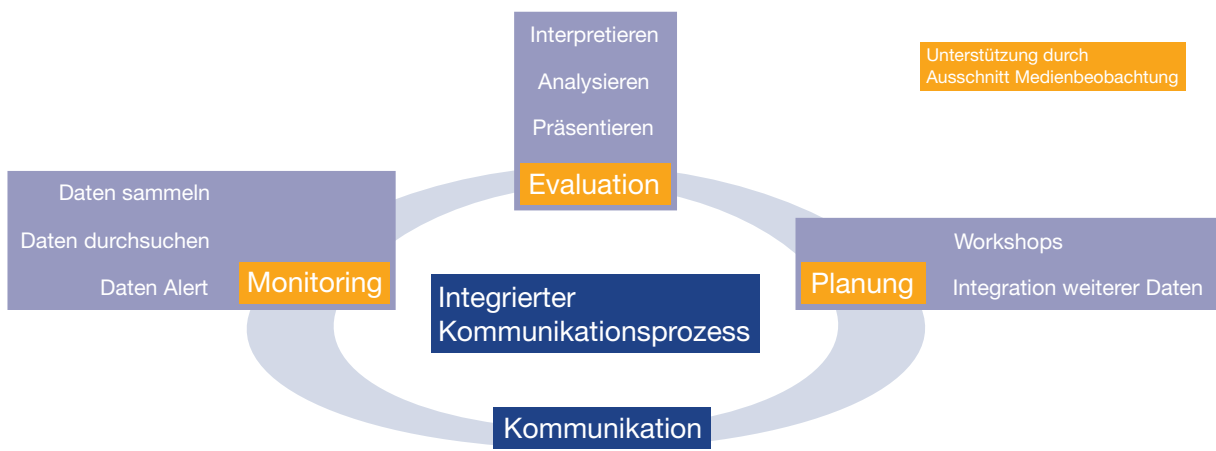 Interpretieren
Analysieren
Präsentieren
Evaluation
Unterstützung durch
Ausschnitt Medienbeobachtung
Daten sammeln
Daten durchsuchen
Daten Alert
Monitoring
Workshops
Planung
Integration weiterer Daten
Integrierter
Kommunikationsprozess
Kommunikation